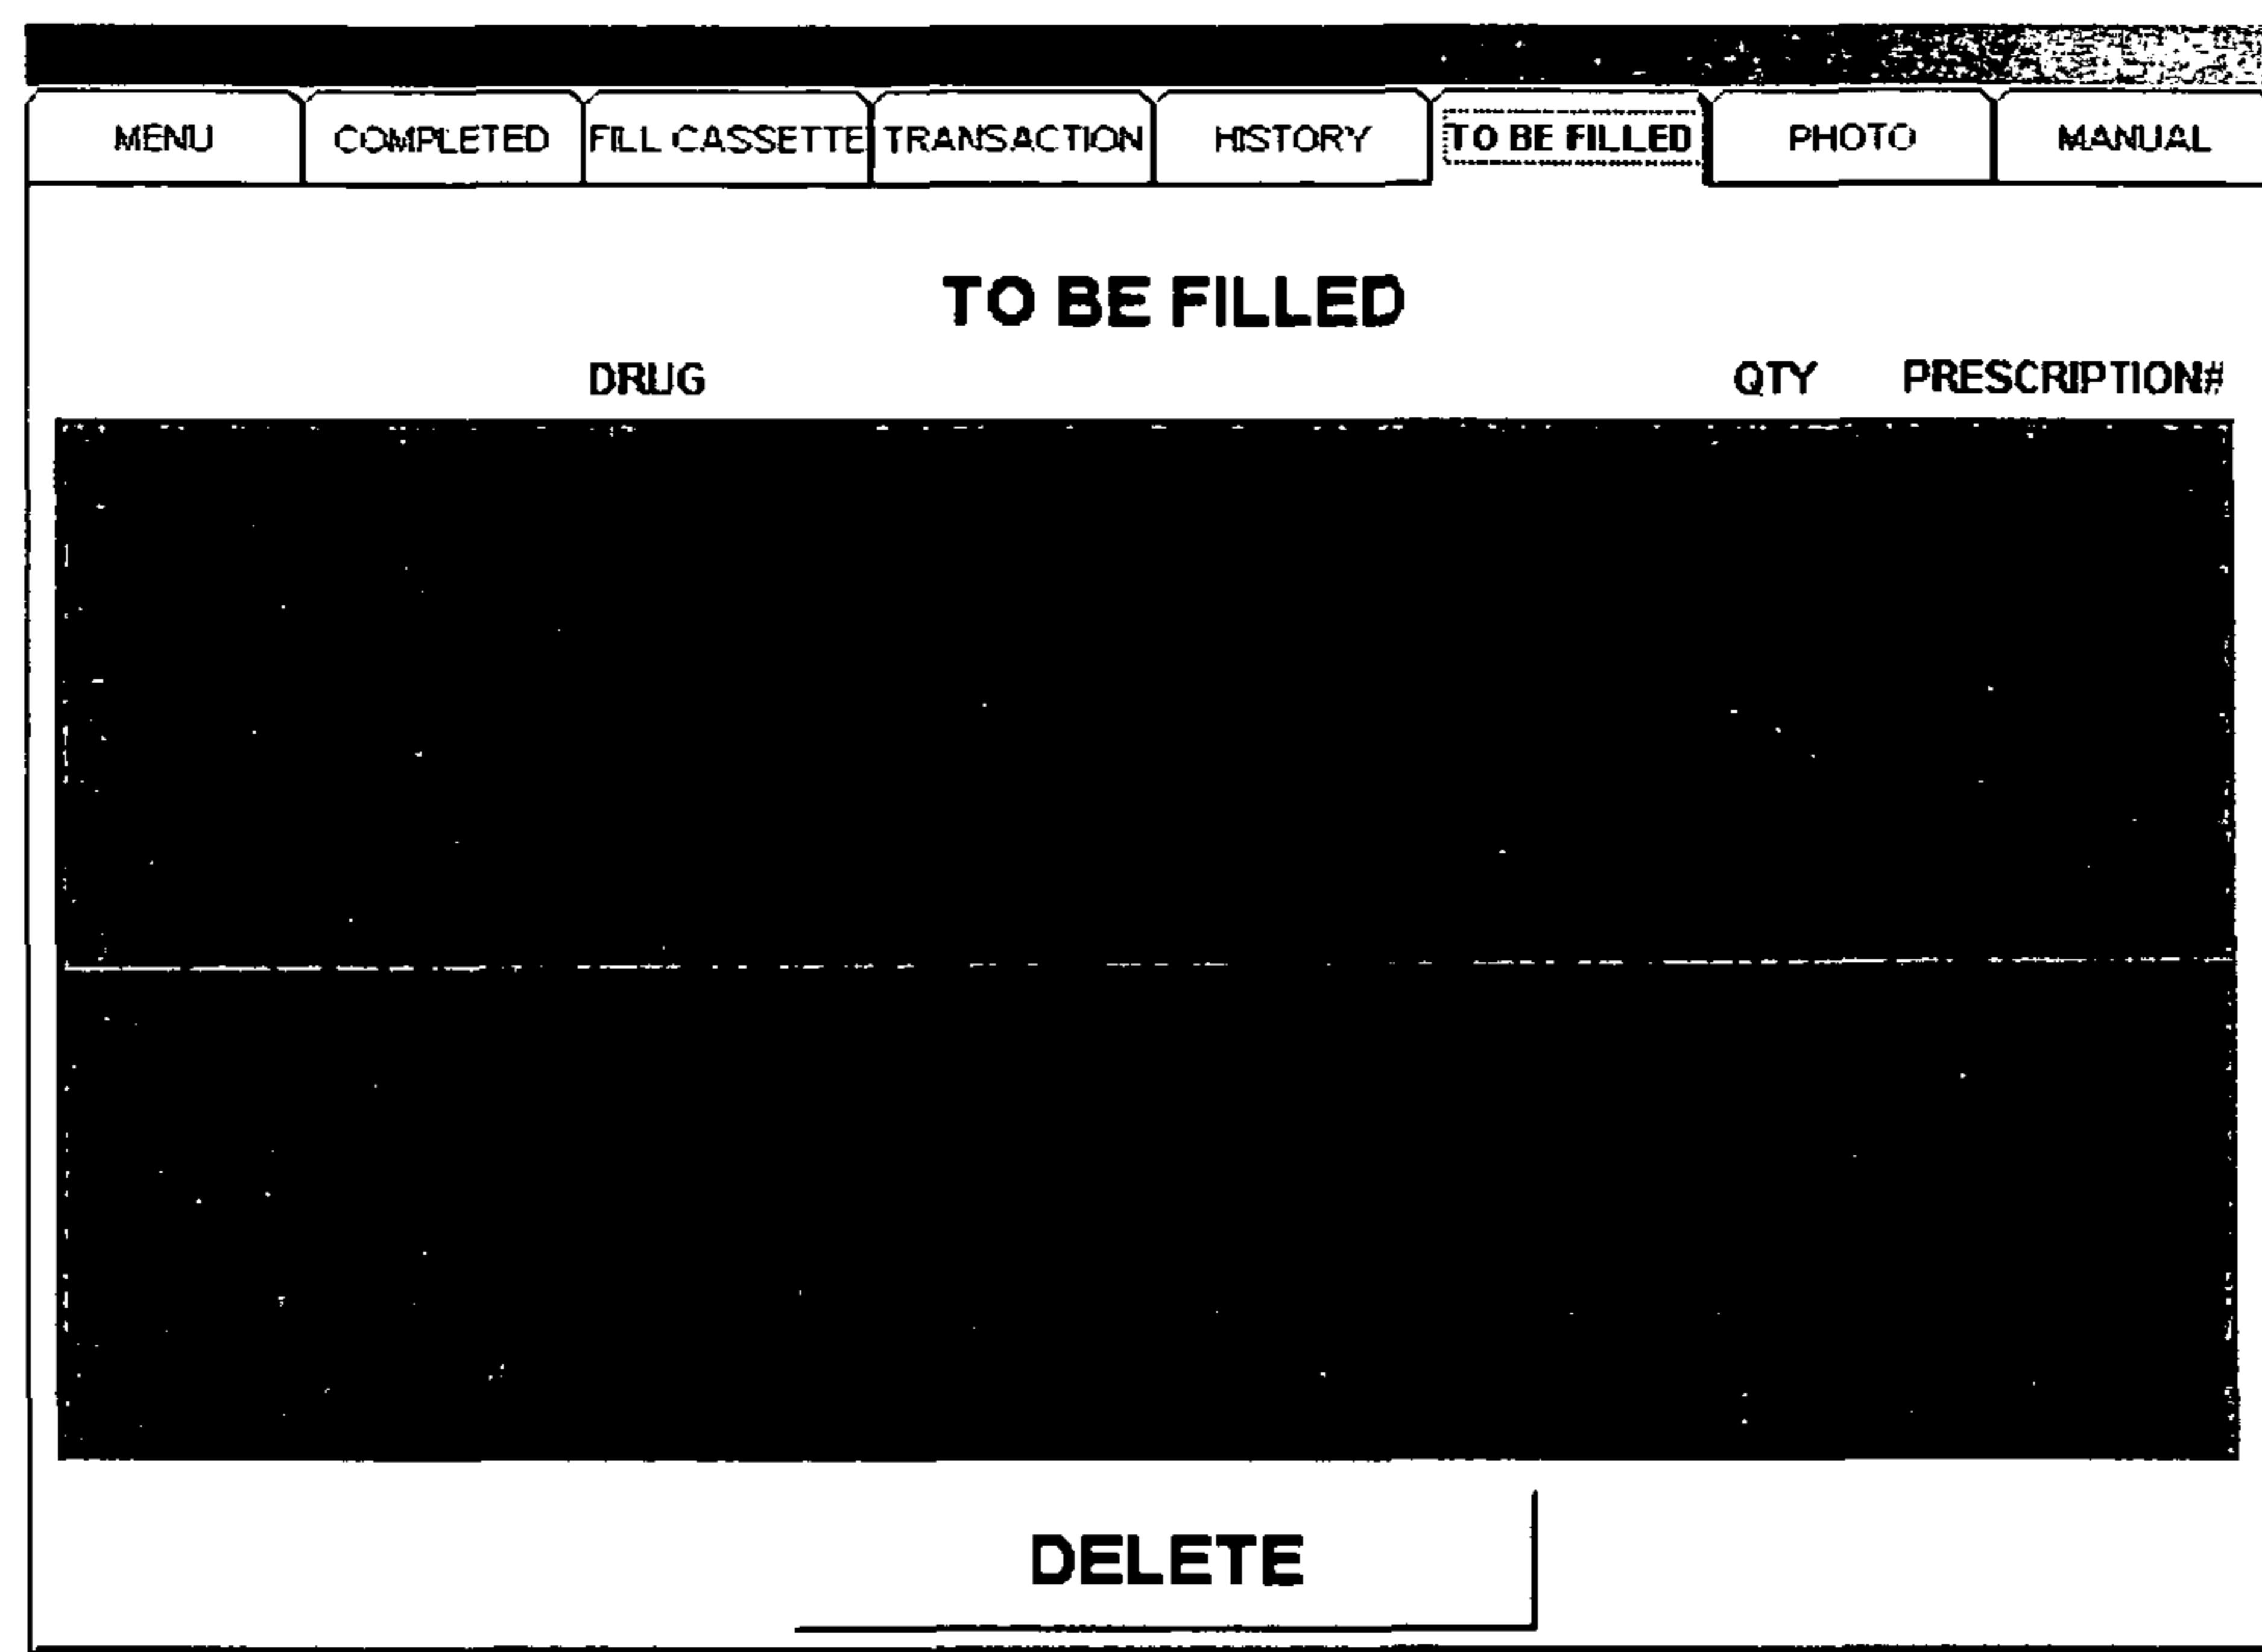 MENU COMPLETED FILL CASSETTE TRANSACTION HISTORY TO BE FILLED PHOTO MANUAL
TO BE FILLED
DRUG QTY PRESCRIPTION#
DELETE